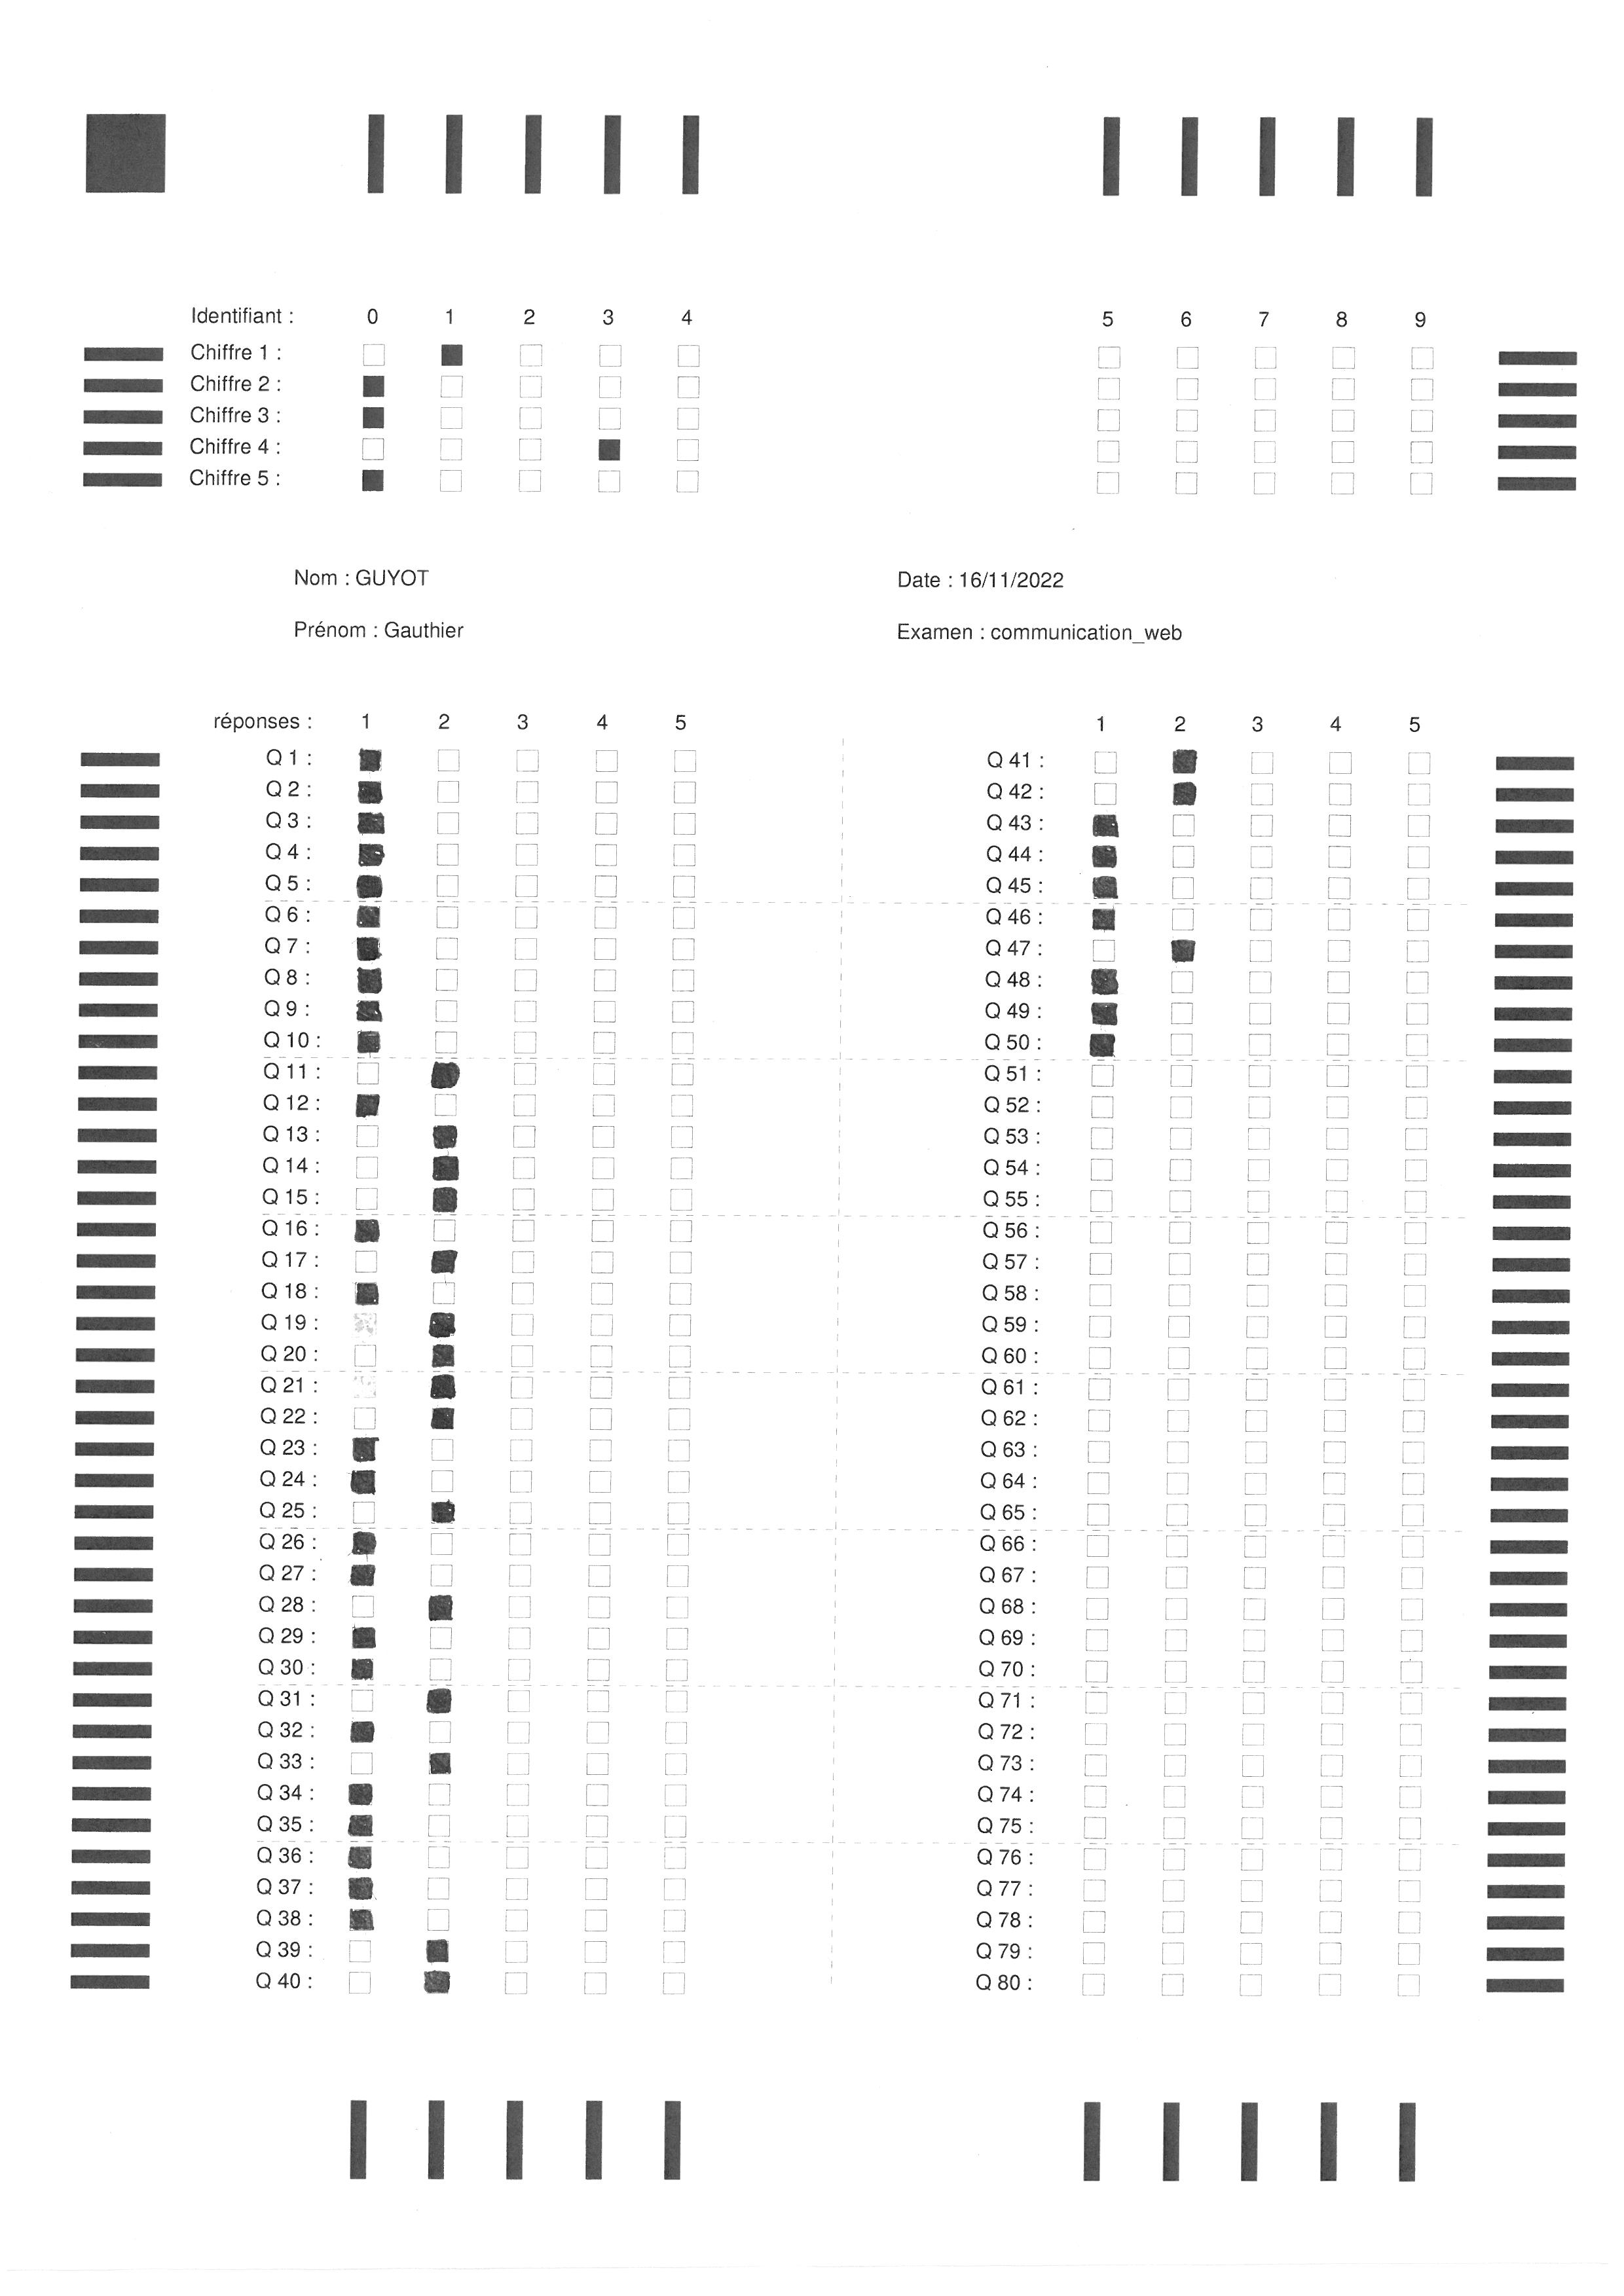 Identifiant : 0 1 2 3 4 5 6 7 8 9
Chiffre 1 :
Chiffre 2 :
Chiffre 3 :
Chiffre 4 :
Chiffre 5 :
Nom : GUYOT
Date : 16/11/2022
Prénom : Gauthier
Examen : communication_web
réponses : 1 2 3 4 5
Q 1 :
Q 2 :
Q 3 :
Q 4 :
Q 5 :
Q 6 :
Q 7 :
Q 8 :
Q 9 :
Q 10 :
Q 11 :
Q 12 :
Q 13 :
Q 14 :
Q 15 :
Q 16 :
Q 17 :
Q 18 :
Q 19 :
Q 20 :
Q 21 :
Q 22 :
Q 23 :
Q 24 :
Q 25 :
Q 26 :
Q 27 :
Q 28 :
Q 29 :
Q 30 :
Q 31 :
Q 32 :
Q 33 :
Q 34 :
Q 35 :
Q 36 :
Q 37 :
Q 38 :
Q 39 :
Q 40 :
1 2 3 4 5
Q 41 :
Q 42 :
Q 43 :
Q 44 :
Q 45 :
Q 46 :
Q 47 :
Q 48 :
Q 49 :
Q 50 :
Q 51 :
Q 52 :
Q 53 :
Q 54 :
Q 55 :
Q 56 :
Q 57 :
Q 58 :
Q 59 :
Q 60 :
Q 61 :
Q 62 :
Q 63 :
Q 64 :
Q 65 :
Q 66 :
Q 67 :
Q 68 :
Q 69 :
Q 70 :
Q 71 :
Q 72 :
Q 73 :
Q 74 :
Q 75 :
Q 76 :
Q 77 :
Q 78 :
Q 79 :
Q 80 :